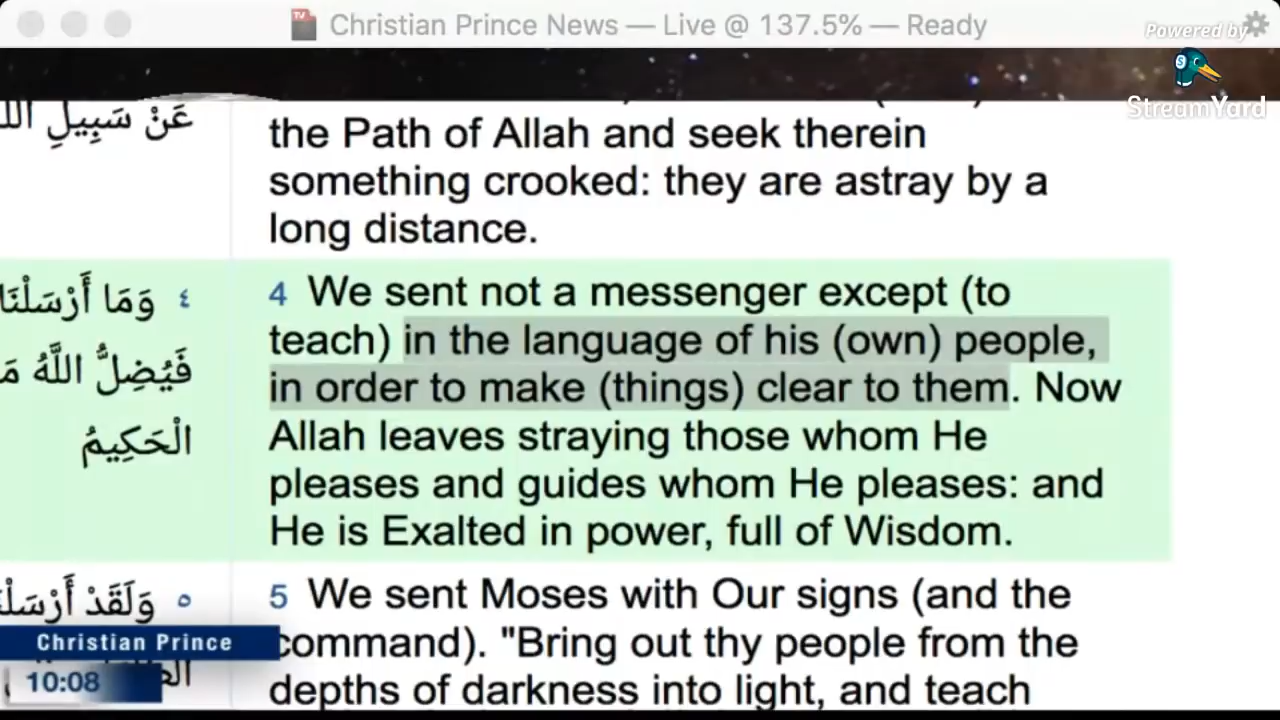 Christian Prince News — Live @ 137.5% — Ready
Powered by
StreamYard
عَنْ سَبِيلِ
the Path of Allah and seek therein
something crooked: they are astray by a
long distance.
٤ وَمَا أَرْسَلْنَا
فَيُضِلُّ اللَّهُ
الْحَكِيمُ
4 We sent not a messenger except (to
teach) in the language of his (own) people,
in order to make (things) clear to them. Now
Allah leaves straying those whom He
pleases and guides whom He pleases: and
He is Exalted in power, full of Wisdom.
٥ وَلَقَدْ
5 We sent Moses with Our signs (and the
command). "Bring out thy people from the
depths of darkness into light, and teach
Christian Prince
10:08